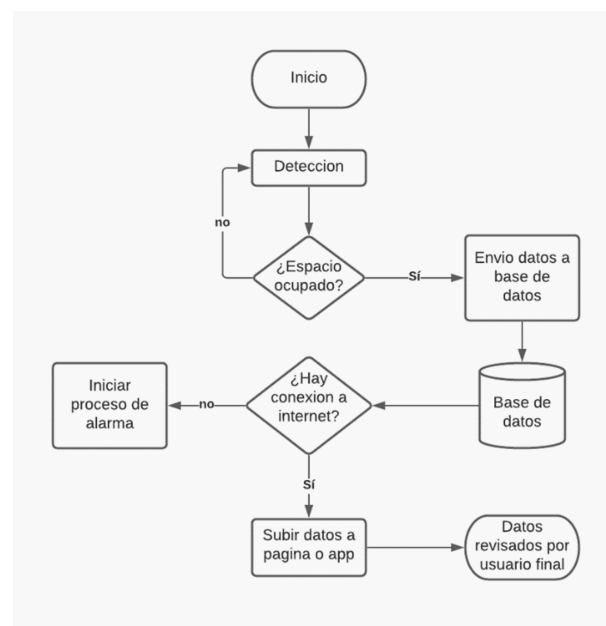 Inicio
Deteccion
no
¿Espacio
ocupado?
Sí
Envio datos a
base de
datos
Base de
datos
¿Hay
conexion a
internet?
no
Iniciar
proceso de
alarma
Sí
Subir datos a
pagina o app
Datos
revisados por
usuario final